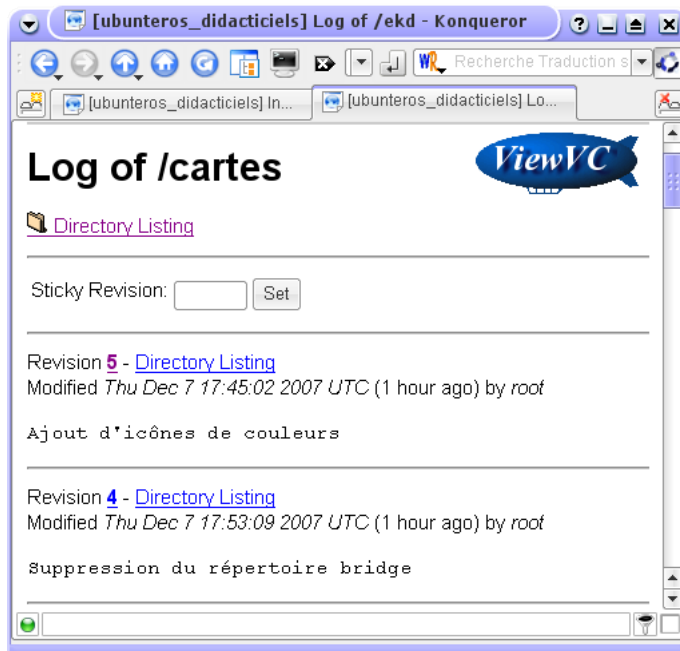 [ubunteros_didacticiels] Log of /ekd - Konqueror
Recherche Traduction s
[ubunteros_didacticiels] In...
[ubunteros_didacticiels] Lo...
Log of /cartes
ViewVC
Directory Listing
Sticky Revision:
Set
Revision 5 - Directory Listing
Modified Thu Dec 7 17:45:02 2007 UTC (1 hour ago) by root
Ajout d'icônes de couleurs
Revision 4 - Directory Listing
Modified Thu Dec 7 17:53:09 2007 UTC (1 hour ago) by root
Suppression du répertoire bridge